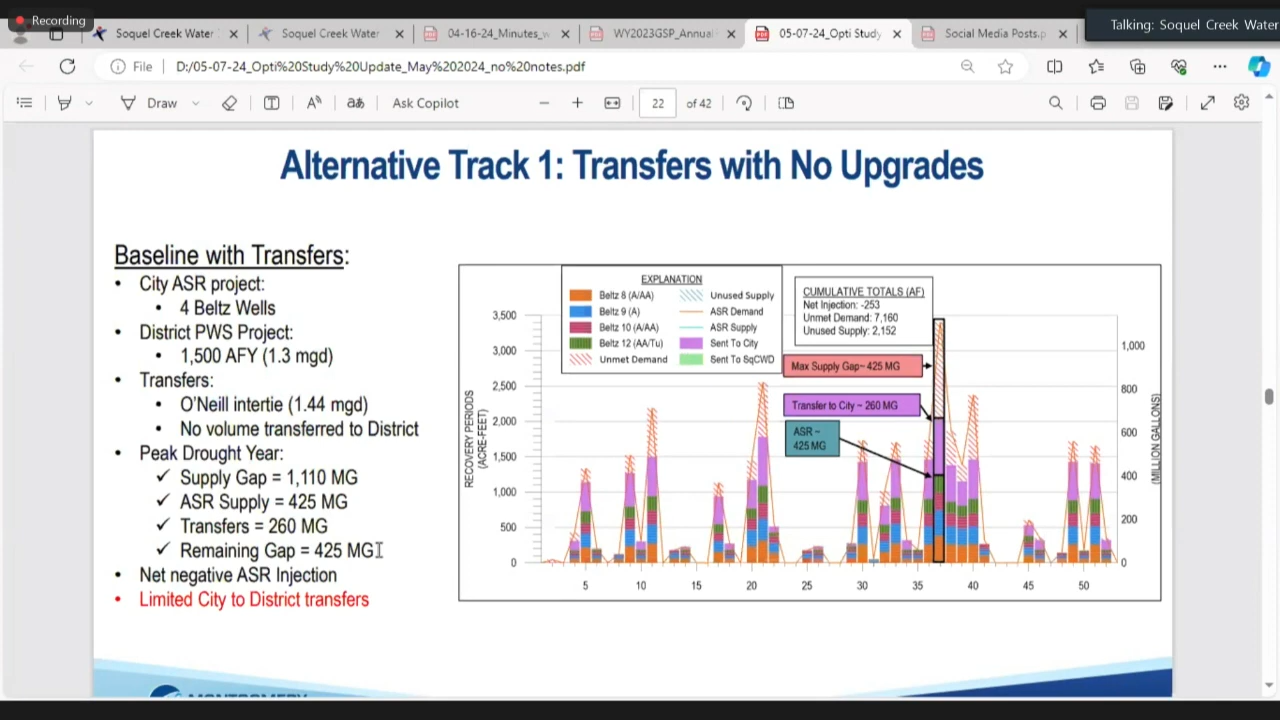 Recording
Talking: Soquel Creek Water
Soquel Creek Water
Soquel Creek Water
04-16-24_Minutes_w
WY2023GSP_Annual
05-07-24_Opti Study
Social Media Posts.p
File
D:/05-07-24_Opti%20Study%20Update_May%202024_no%20notes.pdf
Draw
Ask Copilot
22
of 42
Alternative Track 1: Transfers with No Upgrades
Baseline with Transfers:
• City ASR project:
• 4 Beltz Wells
• District PWS Project:
• 1,500 AFY (1.3 mgd)
• Transfers:
• O'Neill intertie (1.44 mgd)
• No volume transferred to District
• Peak Drought Year:
✓ Supply Gap = 1,110 MG
✓ ASR Supply = 425 MG
✓ Transfers = 260 MG
✓ Remaining Gap = 425 MG
• Net negative ASR Injection
• Limited City to District transfers
EXPLANATION
Beltz 8 (A/AA)
Unused Supply
Beltz 9 (A)
ASR Demand
Beltz 10 (A/AA)
ASR Supply
Beltz 12 (AA/Tu)
Sent To City
Unmet Demand
Sent To SqCWD
CUMULATIVE TOTALS (AF)
Net Injection: -253
Unmet Demand: 7,160
Unused Supply: 2,152
Max Supply Gap~ 425 MG
Transfer to City ~ 260 MG
ASR ~
425 MG
RECOVERY PERIODS
(ACRE-FEET)
3,500
3,000
2,500
2,000
1,500
1,000
500
0
1,000
800
600
400
200
0
(MILLION GALLONS)
5 10 15 20 25 30 35 40 45 50